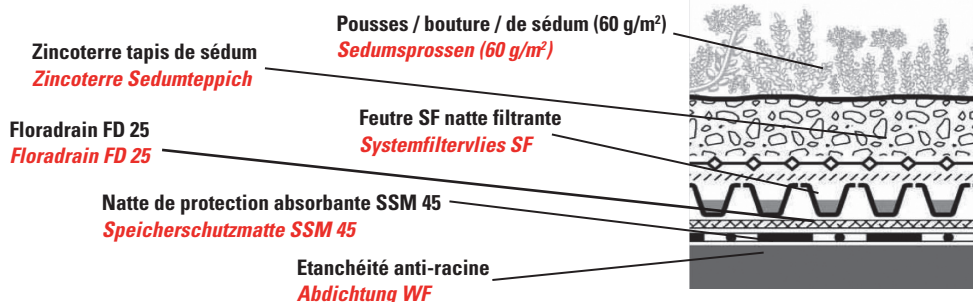 Pousses / bouture / de sédum (60 g/m²)
Sedumsprossen (60 g/m²)
Zincoterre tapis de sédum
Zincoterre Sedumteppich
Feutre SF natte filtrante
Systemfiltervlies SF
Floradrain FD 25
Floradrain FD 25
Natte de protection absorbante SSM 45
Speicherschutzmatte SSM 45
Etanchéité anti-racine
Abdichtung WF